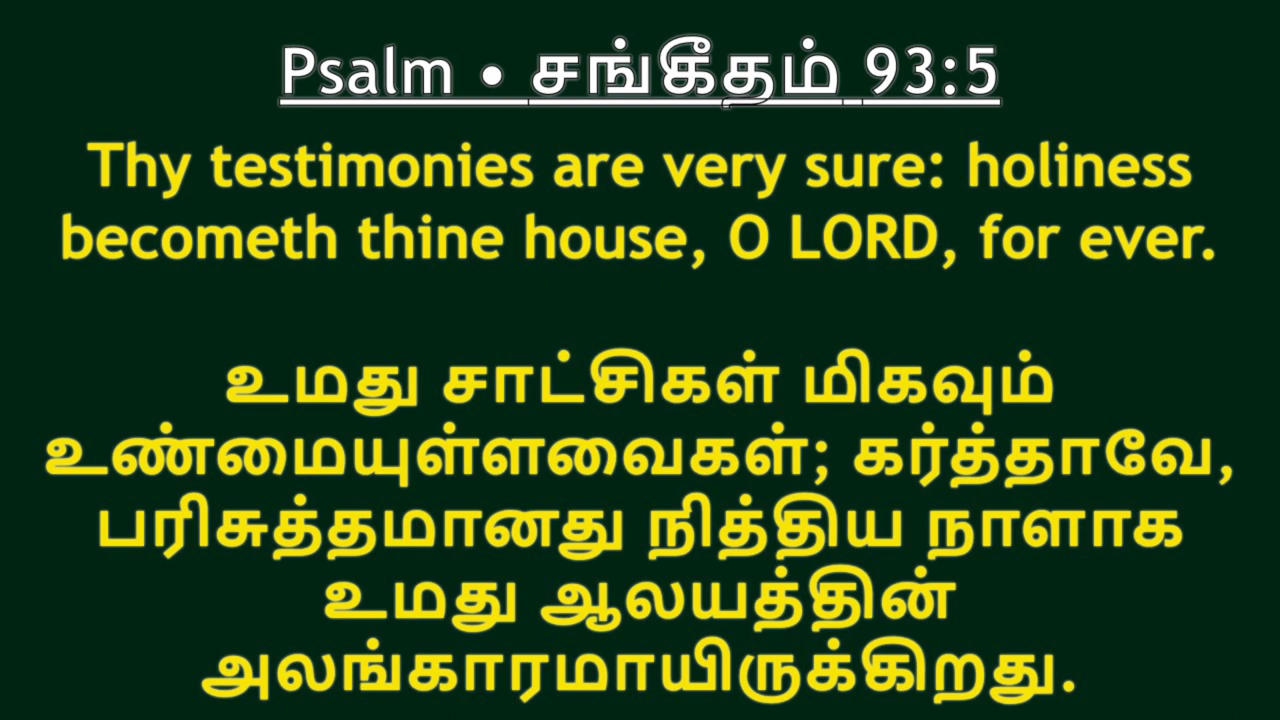 Psalm • சங்கீதம் 93:5
Thy testimonies are very sure: holiness
becometh thine house, O LORD, for ever.
உமது சாட்சிகள் மிகவும்
உண்மையுள்ளவைகள்; கர்த்தாவே,
பரிசுத்தமானது நித்திய நாளாக
உமது ஆலயத்தின்
அலங்காரமாயிருக்கிறது.